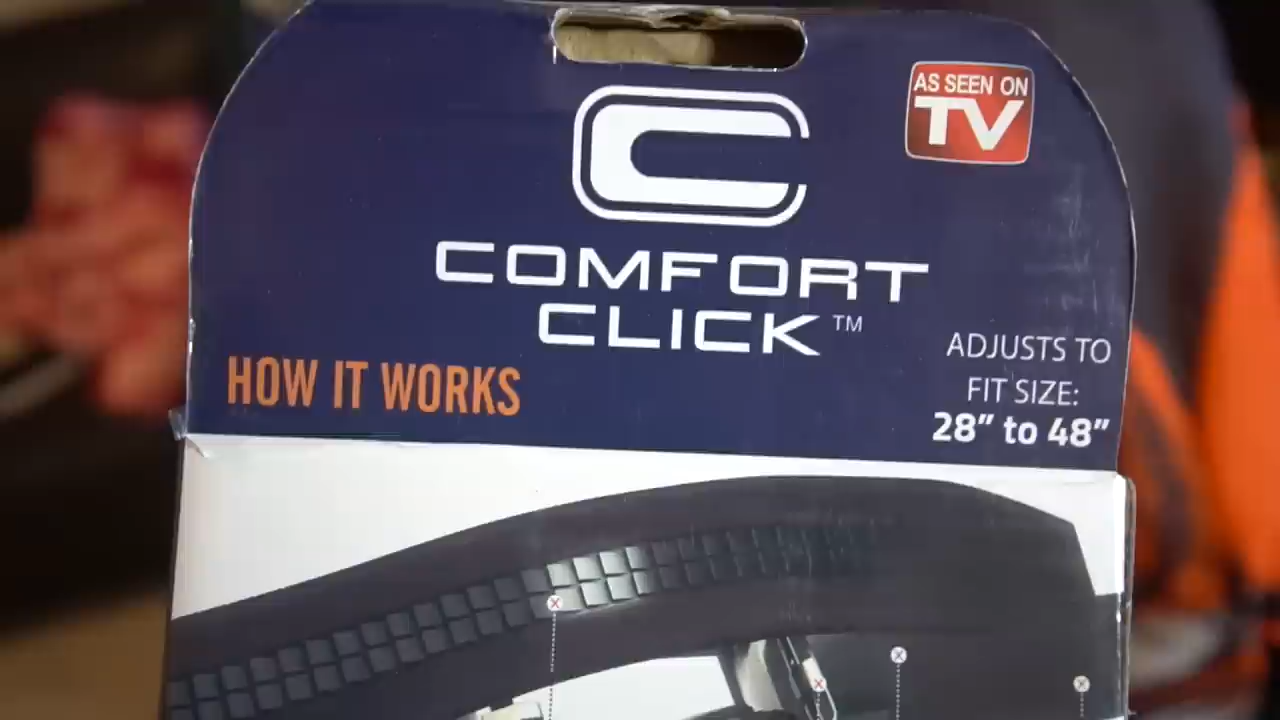 AS SEEN ON
TV
COMFORT
CLICK™
HOW IT WORKS
ADJUSTS TO
FIT SIZE:
28” to 48”